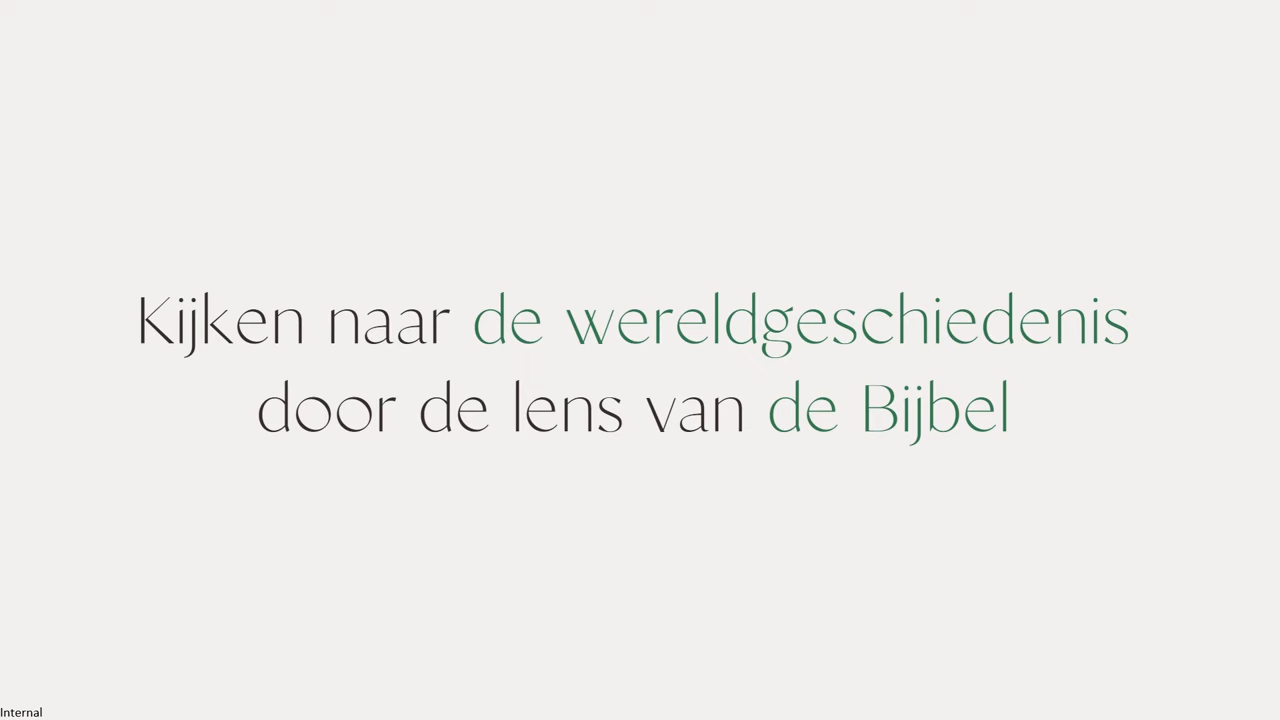 Kijken naar de wereldgeschiedenis
door de lens van de Bijbel
Internal